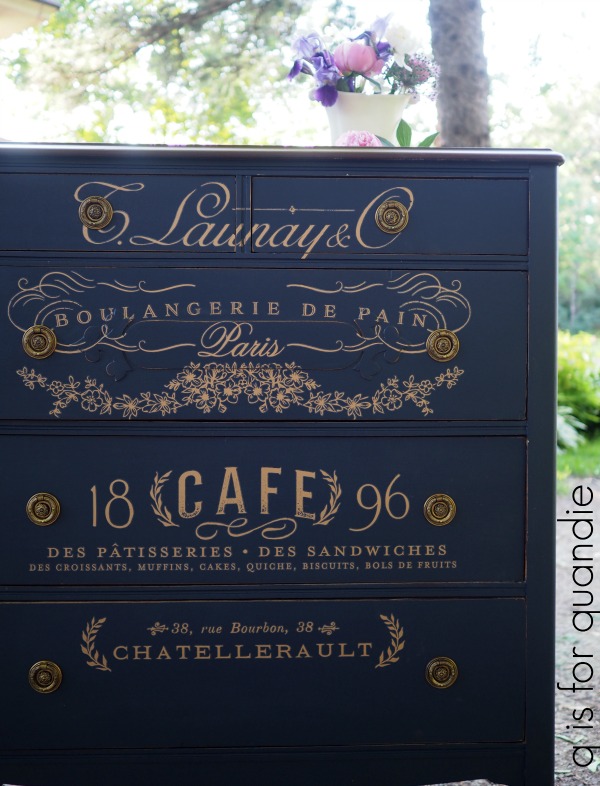 T. Launay & C
BOULANGERIE DE PAIN
Paris
18 CAFE 96
DES PÂTISSERIES • DES SANDWICHES
DES CROISSANTS, MUFFINS, CAKES, QUICHE, BISCUITS, BOLS DE FRUITS
38, rue Bourbon, 38
CHATELLERAULT
q is for quandie